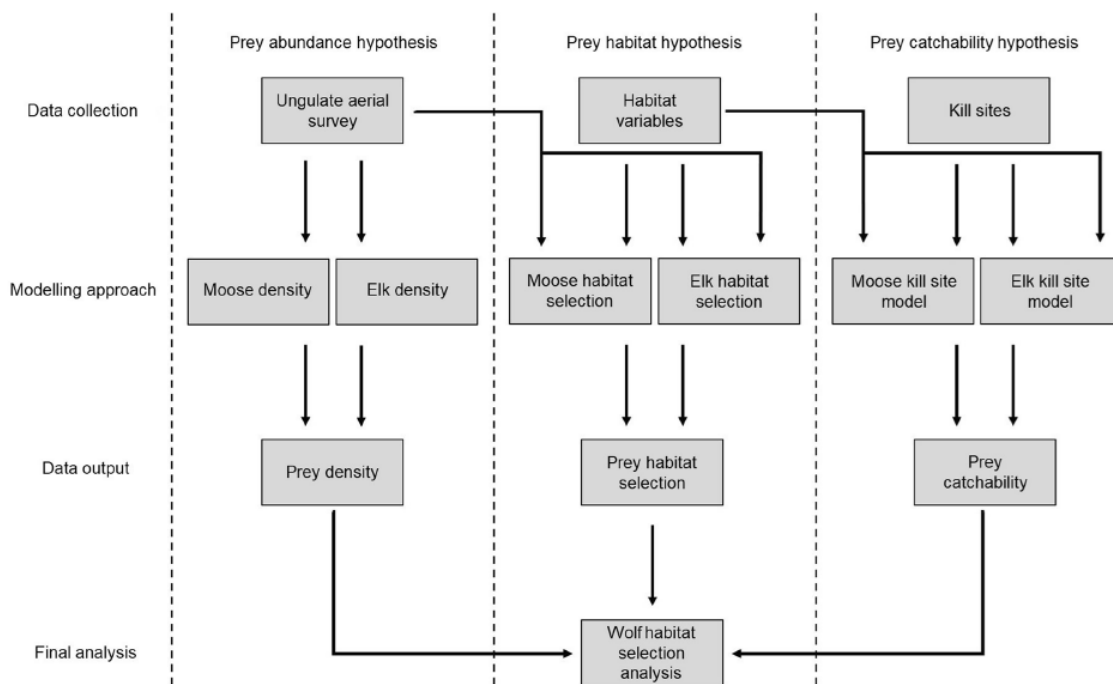 Prey abundance hypothesis
Prey habitat hypothesis
Prey catchability hypothesis
Data collection
Ungulate aerial
survey
Habitat
variables
Kill sites
Modelling approach
Moose density
Elk density
Moose habitat
selection
Elk habitat
selection
Moose kill site
model
Elk kill site
model
Data output
Prey density
Prey habitat
selection
Prey
catchability
Final analysis
Wolf habitat
selection
analysis